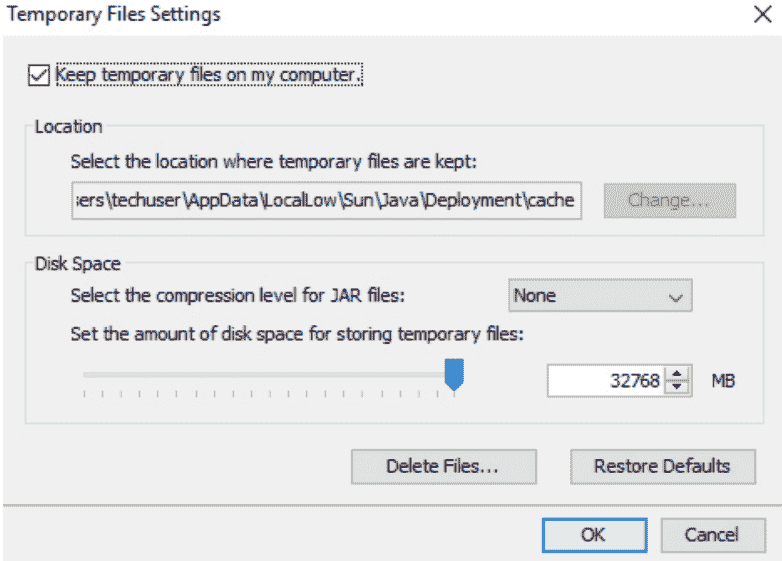 Temporary Files Settings
Keep temporary files on my computer.
Location
Select the location where temporary files are kept:
ers\techuser\AppData\LocalLow\Sun\Java\Deployment\cache
Change...
Disk Space
Select the compression level for JAR files:
None
Set the amount of disk space for storing temporary files:
32768 MB
Delete Files...
Restore Defaults
OK
Cancel